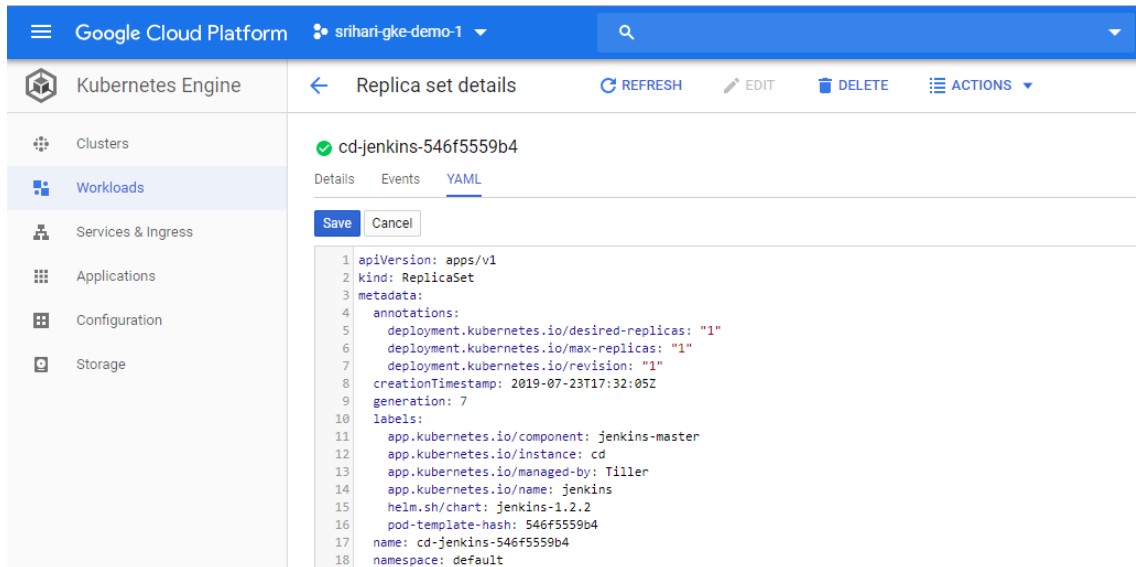 Google Cloud Platform srihari-gke-demo-1
Kubernetes Engine Replica set details REFRESH EDIT DELETE ACTIONS
Clusters
Workloads
Services & Ingress
Applications
Configuration
Storage
cd-jenkins-546f5559b4
Details Events YAML
Save Cancel
1 apiVersion: apps/v1
2 kind: ReplicaSet
3 metadata:
4 annotations:
5 deployment.kubernetes.io/desired-replicas: "1"
6 deployment.kubernetes.io/max-replicas: "1"
7 deployment.kubernetes.io/revision: "1"
8 creationTimestamp: 2019-07-23T17:32:05Z
9 generation: 7
10 labels:
11 app.kubernetes.io/component: jenkins-master
12 app.kubernetes.io/instance: cd
13 app.kubernetes.io/managed-by: Tiller
14 app.kubernetes.io/name: jenkins
15 helm.sh/chart: jenkins-1.2.2
16 pod-template-hash: 546f5559b4
17 name: cd-jenkins-546f5559b4
18 namespace: default